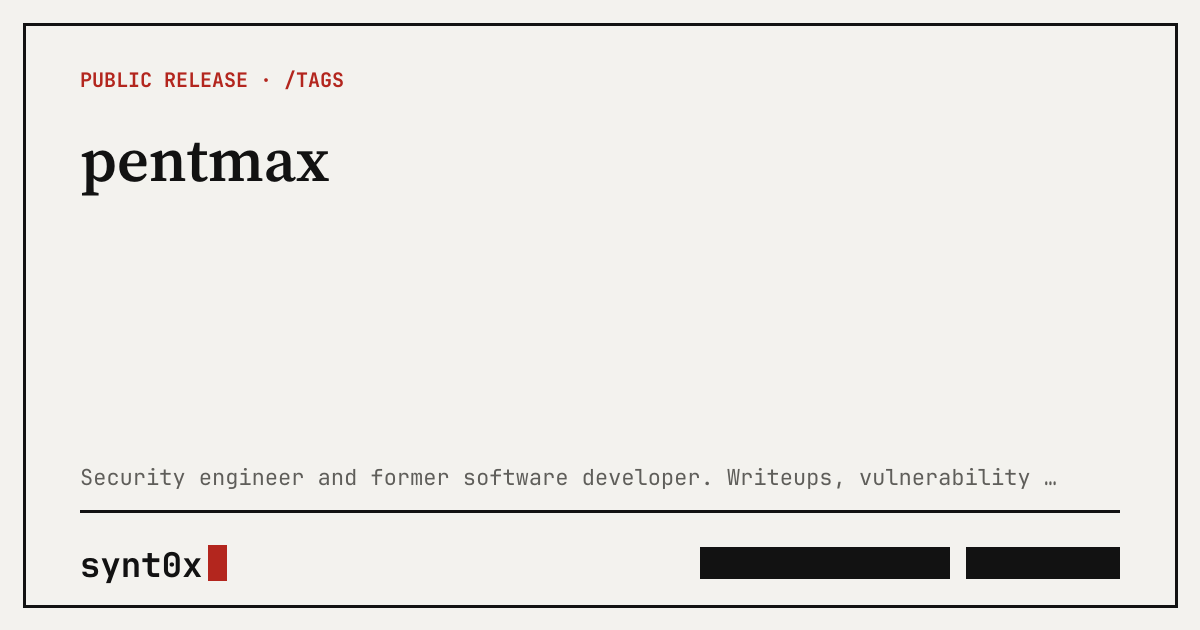 PUBLIC RELEASE · /TAGS
pentmax
Security engineer and former software developer. Writeups, vulnerability …
synt0x